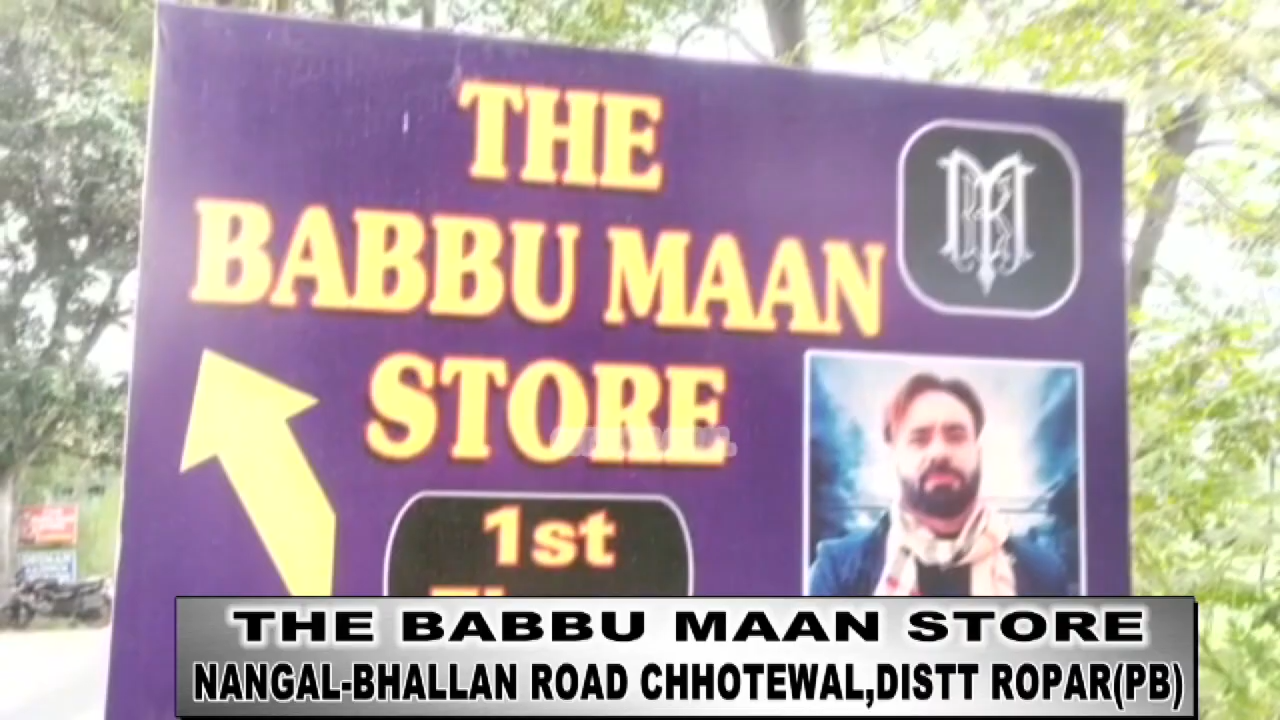 THE
BABBU MAAN
STORE
1st
THE BABBU MAAN STORE
NANGAL-BHALLAN ROAD CHHOTEWAL,DISTT ROPAR(PB)